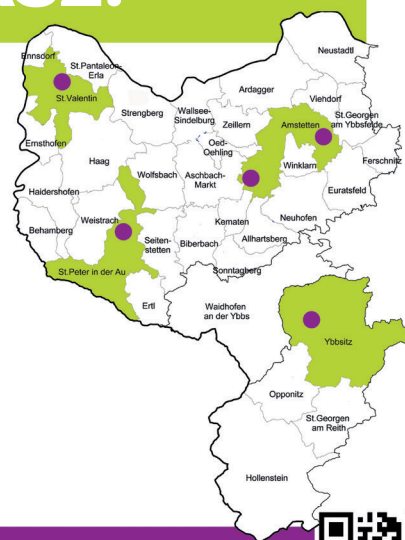 Neustadtl
Ennsdorf
St.Pantaleon-
Erla
St.Valentin
Ardagger
Viehdorf
Strengberg
Wallsee-
Sindelburg
Zeillern
Amstetten
St.Georgen
am Ybbsfelde
Ernsthofen
Oed-
Oehling
Haag
Wolfsbach
Aschbach-
Markt
Winklarn
Ferschnitz
Haidershofen
Euratsfeld
Weistrach
Kematen
Neuhofen
Behamberg
Seiten-
stetten
Biberbach
Allhartsberg
St.Peter in der Au
Sonntagberg
Ertl
Waidhofen
an der Ybbs
Ybbsitz
Opponitz
St.Georgen
am Reith
Hollenstein